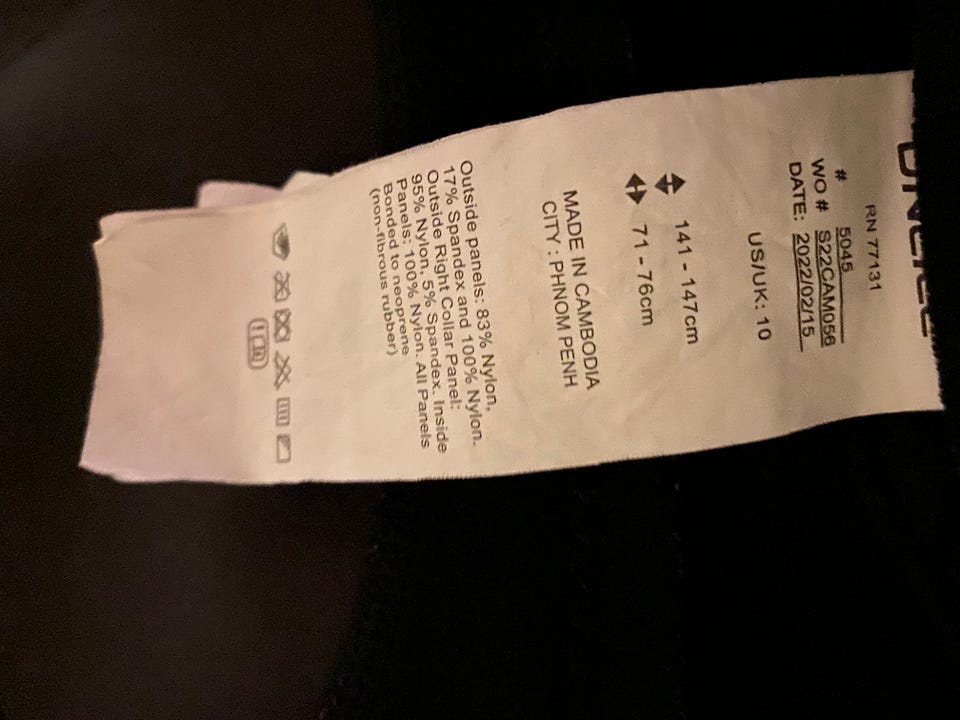 RN 77131
# 5045
WO # S22CAM056
DATE: 2022/02/15
US/UK: 10
141 - 147cm
71 - 76cm
MADE IN CAMBODIA
CITY : PHNOM PENH
Outside panels: 83% Nylon,
17% Spandex and 100% Nylon.
Outside Right Collar Panel:
95% Nylon, 5% Spandex. Inside
Panels: 100% Nylon. All Panels
Bonded to neoprene
(non-fibrous rubber)